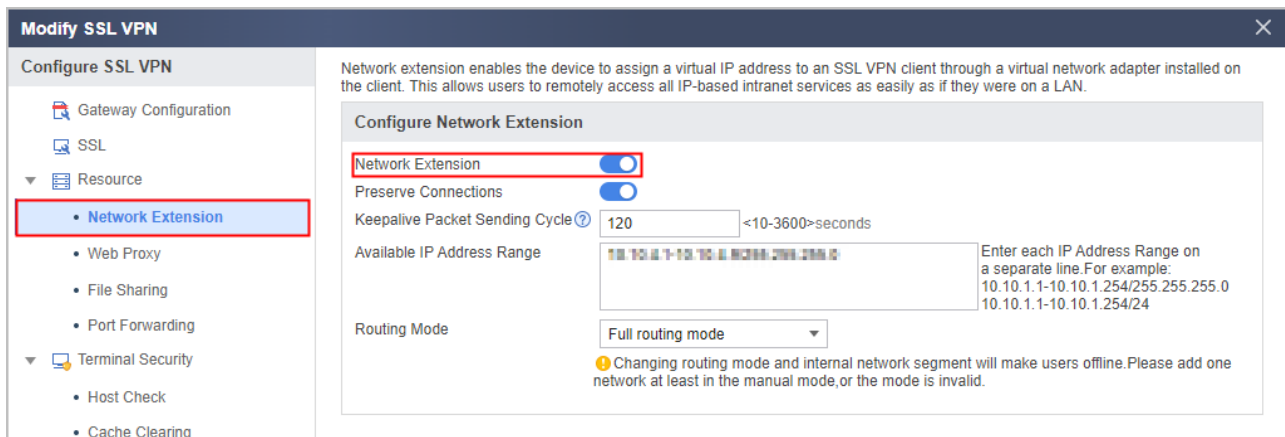 Modify SSL VPN
Configure SSL VPN
Gateway Configuration
SSL
Resource
• Network Extension
• Web Proxy
• File Sharing
• Port Forwarding
Terminal Security
• Host Check
• Cache Clearing
Network extension enables the device to assign a virtual IP address to an SSL VPN client through a virtual network adapter installed on
the client. This allows users to remotely access all IP-based intranet services as easily as if they were on a LAN.
Configure Network Extension
Network Extension
Preserve Connections
Keepalive Packet Sending Cycle ? 120 <10-3600>seconds
Available IP Address Range
Enter each IP Address Range on
a separate line.For example:
10.10.1.1-10.10.1.254/255.255.255.0
10.10.1.1-10.10.1.254/24
Routing Mode Full routing mode
Changing routing mode and internal network segment will make users offline.Please add one
network at least in the manual mode,or the mode is invalid.